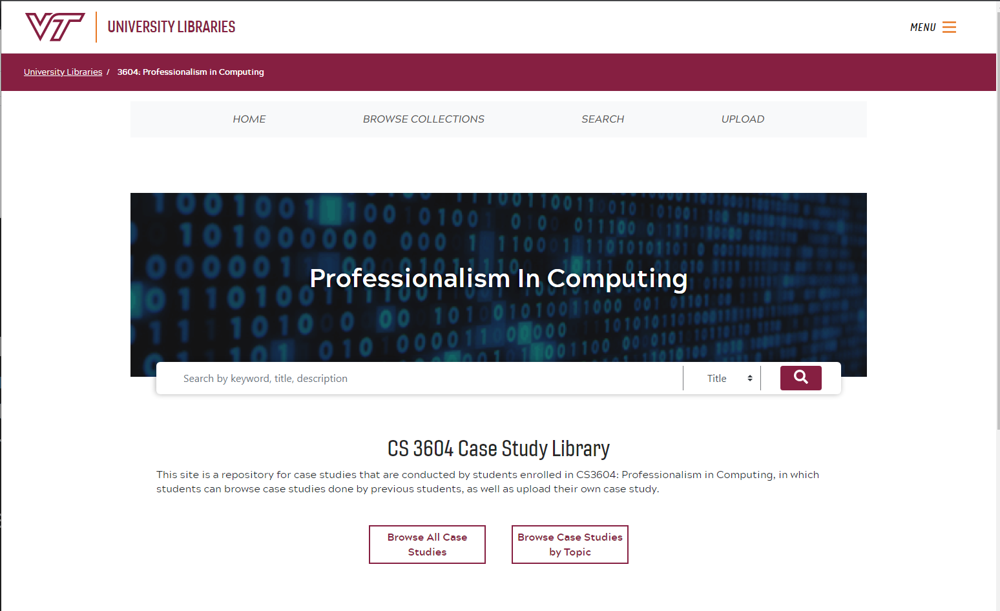 VT UNIVERSITY LIBRARIES
MENU
University Libraries / 3604: Professionalism in Computing
HOME BROWSE COLLECTIONS SEARCH UPLOAD
Professionalism In Computing
Search by keyword, title, description Title
CS 3604 Case Study Library
This site is a repository for case studies that are conducted by students enrolled in CS3604: Professionalism in Computing, in which
students can browse case studies done by previous students, as well as upload their own case study.
Browse All Case
Studies
Browse Case Studies
by Topic